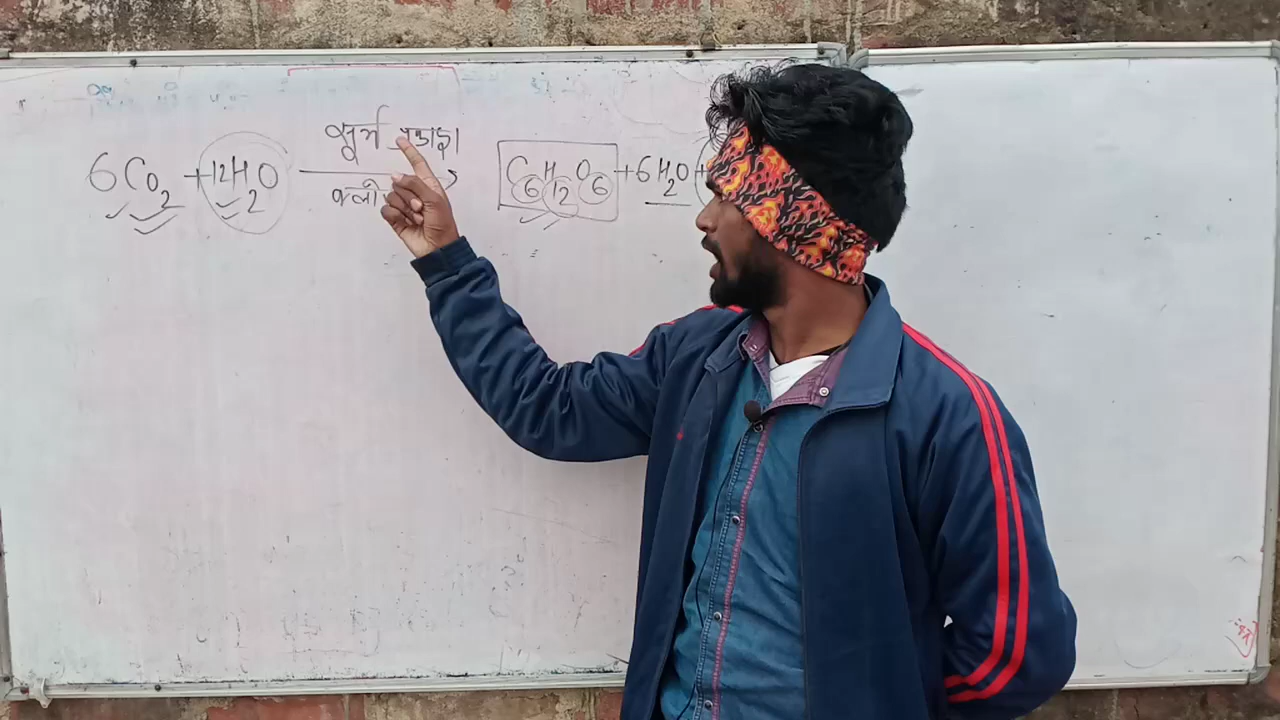 सूर्य प्रकाश
6CO₂ + 12H₂O → C₆H₁₂O₆ + 6H₂O +
क्लो